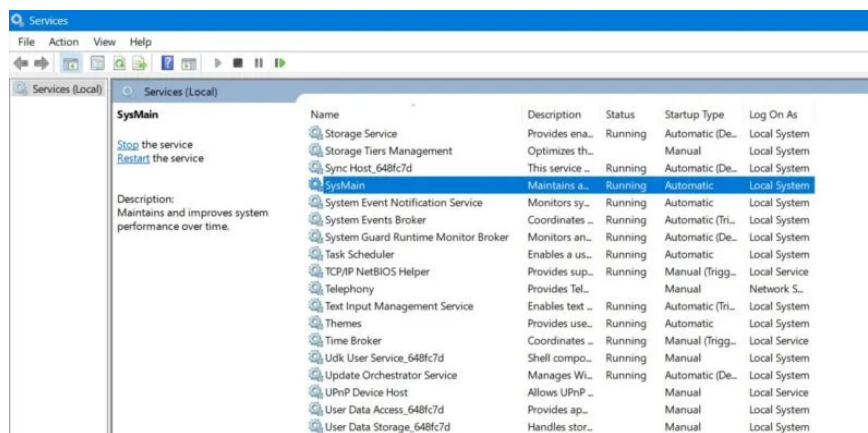 Services
File Action View Help
Services (Local)
Services (Local)
SysMain
Stop the service
Restart the service
Description:
Maintains and improves system
performance over time.
Name Description Status Startup Type Log On As
Storage Service Provides ena... Running Automatic (De... Local System
Storage Tiers Management Optimizes th... Manual Local System
Sync Host_648fc7d This service ... Running Automatic (De... Local System
SysMain Maintains a... Running Automatic Local System
System Event Notification Service Monitors sy... Running Automatic Local System
System Events Broker Coordinates ... Running Automatic (Tri... Local System
System Guard Runtime Monitor Broker Monitors an... Running Automatic (De... Local System
Task Scheduler Enables a us... Running Automatic Local System
TCP/IP NetBIOS Helper Provides sup... Running Manual (Trigg... Local Service
Telephony Provides Tel... Manual Network S...
Text Input Management Service Enables text ... Running Automatic (Tri... Local System
Themes Provides use... Running Automatic Local System
Time Broker Coordinates ... Running Manual (Trigg... Local Service
Udk User Service_648fc7d Shell compo... Running Manual Local System
Update Orchestrator Service Manages Wi... Running Automatic (De... Local System
UPnP Device Host Allows UPnP ... Manual Local Service
User Data Access_648fc7d Provides ap... Manual Local System
User Data Storage_648fc7d Handles stor... Manual Local System